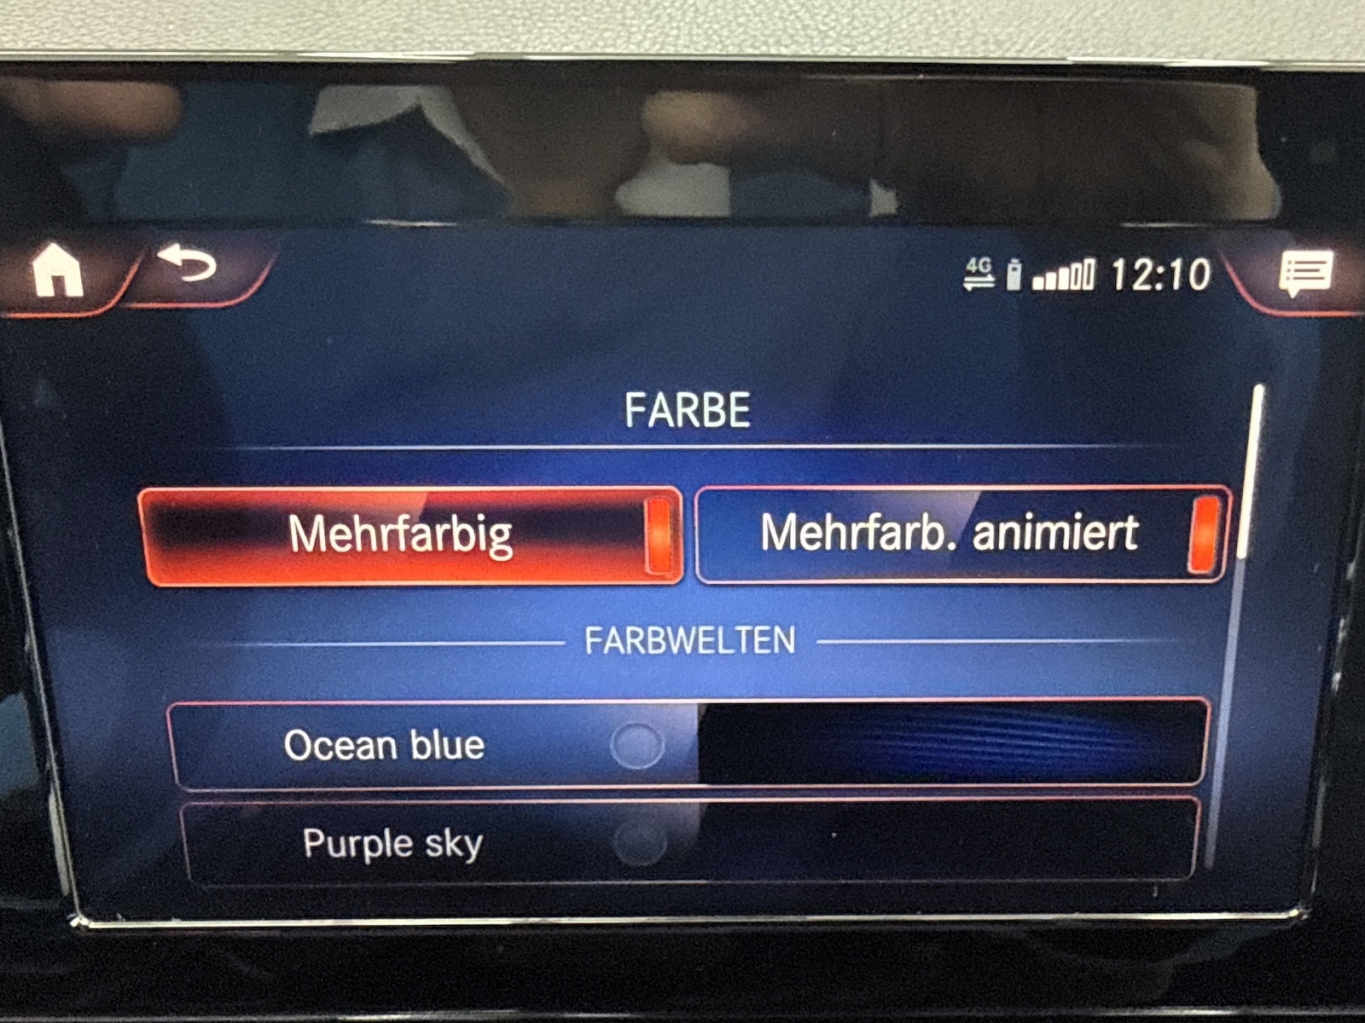 4G 12:10
FARBE
Mehrfarbig Mehrfarb. animiert
FARBWELTEN
Ocean blue
Purple sky